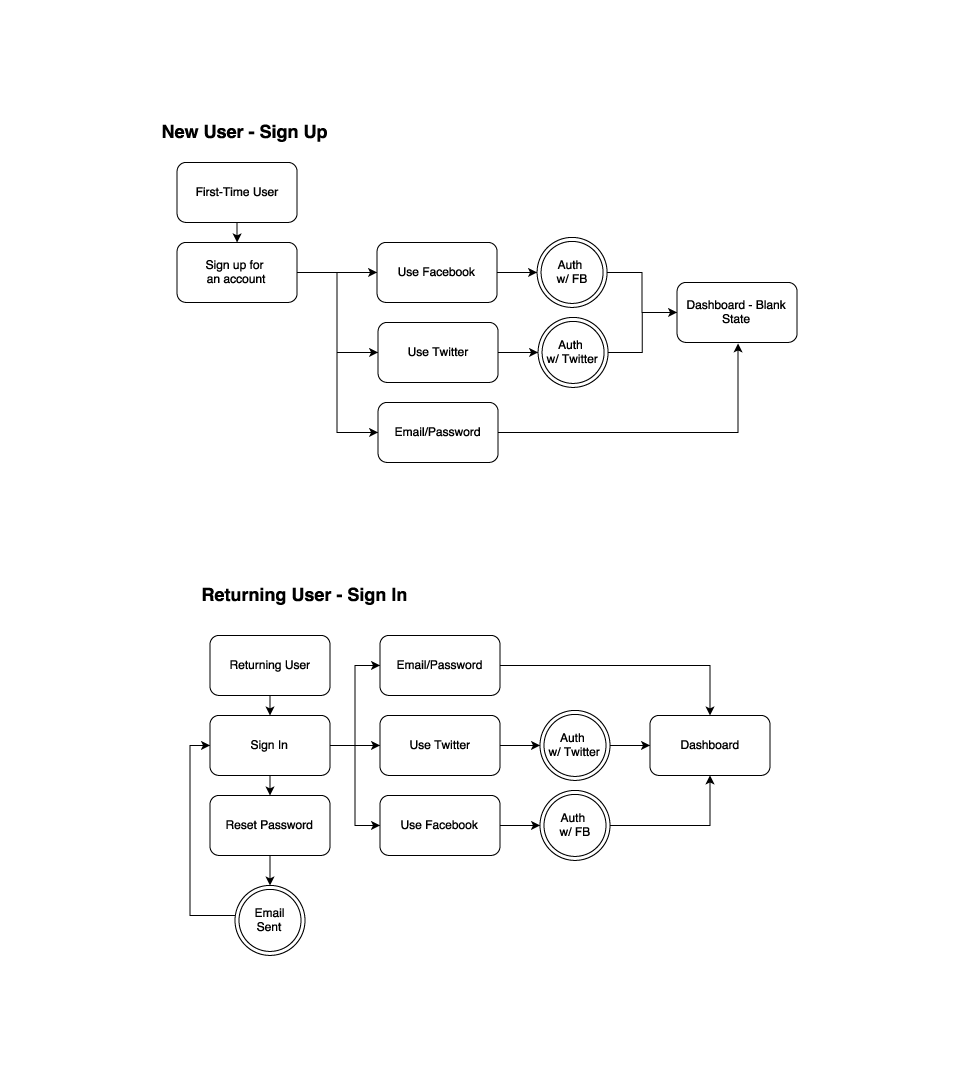 New User - Sign Up
First-Time User
Sign up for
an account
Use Facebook
Auth
w/ FB
Dashboard - Blank
State
Use Twitter
Auth
w/ Twitter
Email/Password
Returning User - Sign In
Returning User
Email/Password
Sign In
Use Twitter
Auth
w/ Twitter
Dashboard
Reset Password
Use Facebook
Auth
w/ FB
Email
Sent